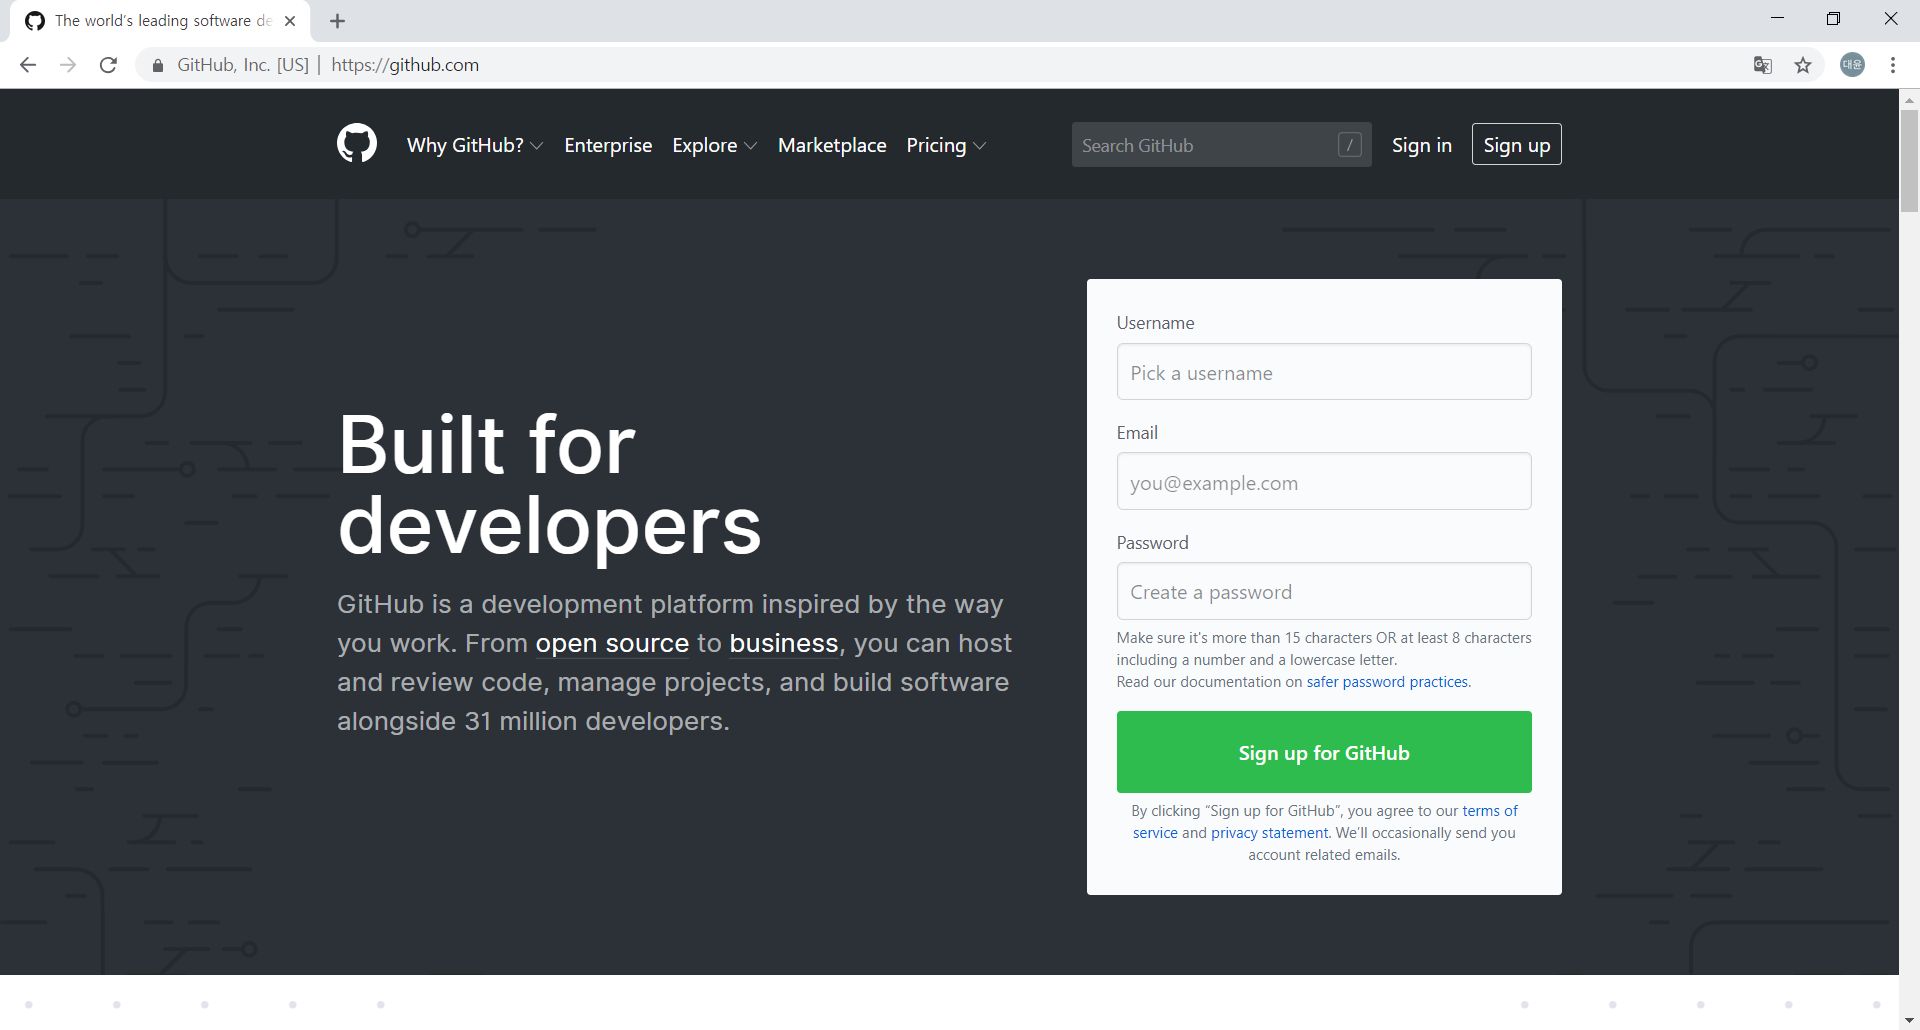 The world's leading software de
GitHub, Inc. [US] | https://github.com
대윤
Why GitHub? Enterprise Explore Marketplace Pricing Search GitHub / Sign in Sign up
Built for
developers
GitHub is a development platform inspired by the way
you work. From open source to business, you can host
and review code, manage projects, and build software
alongside 31 million developers.
Username
Pick a username
Email
you@example.com
Password
Create a password
Make sure it's more than 15 characters OR at least 8 characters
including a number and a lowercase letter.
Read our documentation on safer password practices.
Sign up for GitHub
By clicking “Sign up for GitHub”, you agree to our terms of
service and privacy statement. We’ll occasionally send you
account related emails.